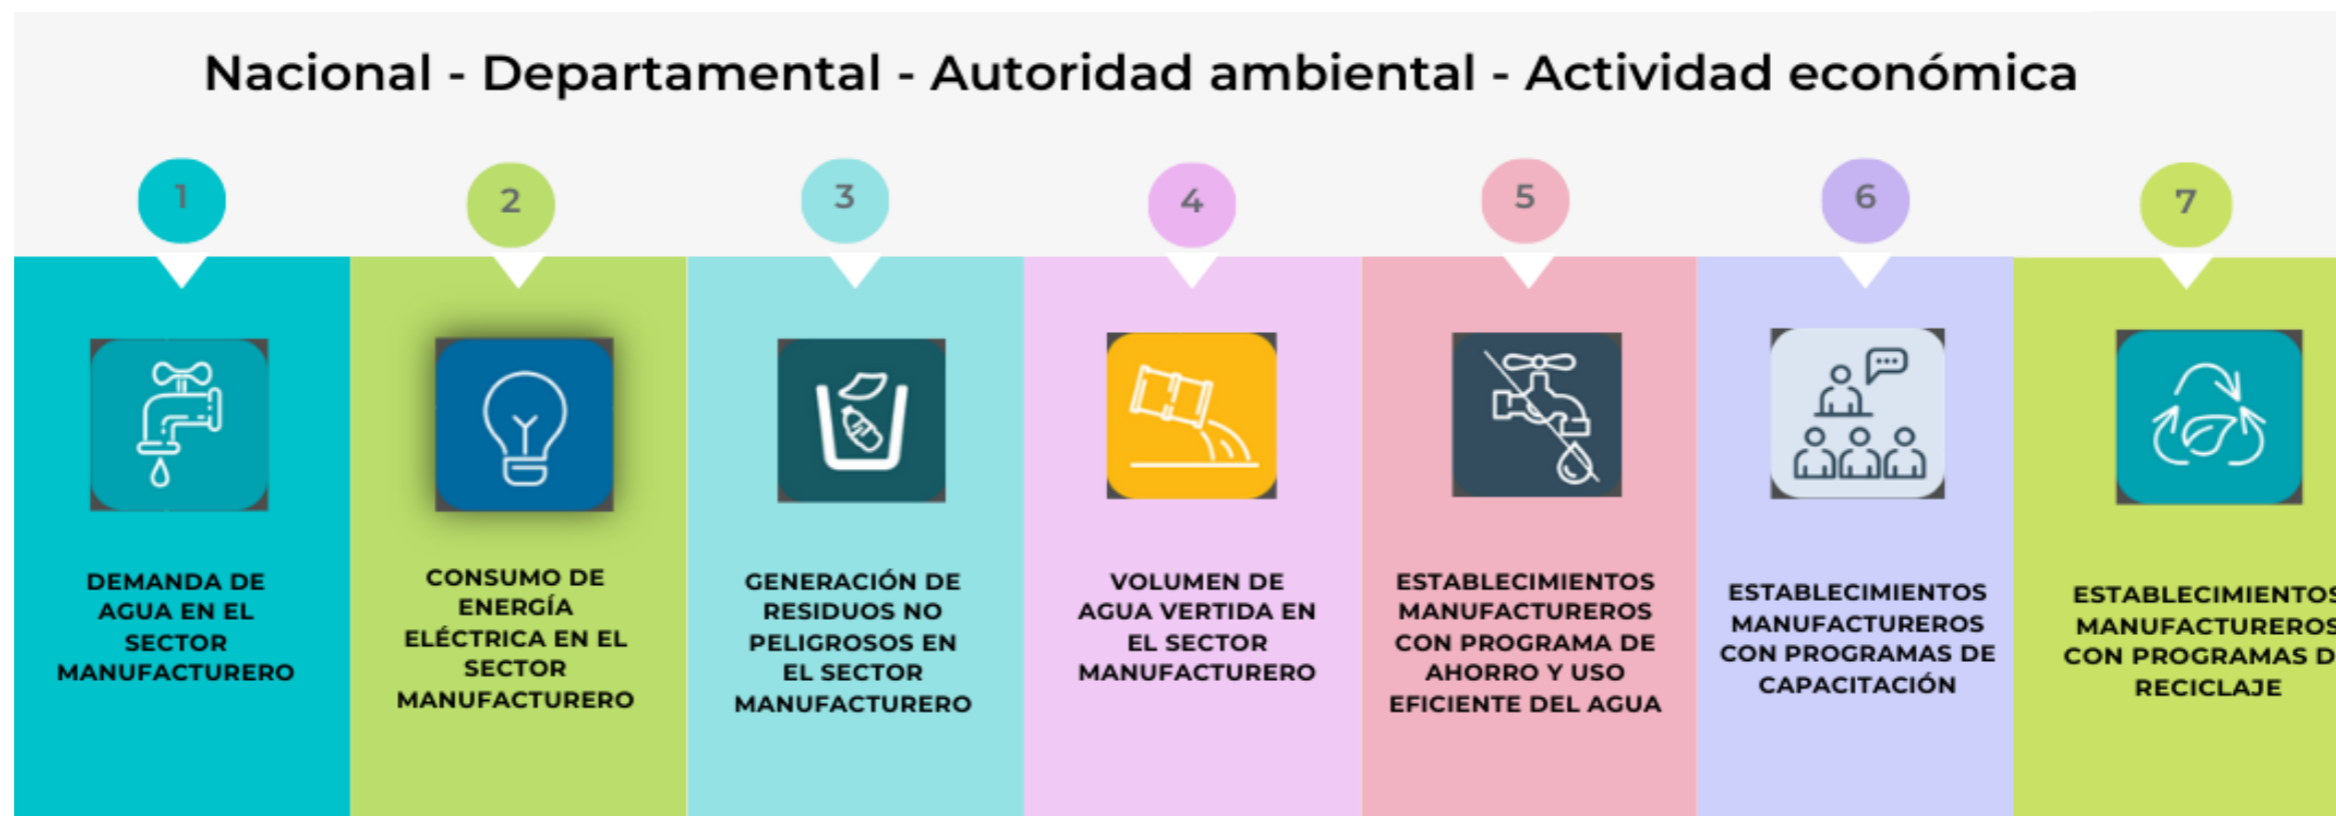 Nacional - Departamental - Autoridad ambiental - Actividad económica
1
DEMANDA DE
AGUA EN EL
SECTOR
MANUFACTURERO
2
CONSUMO DE
ENERGÍA
ELÉCTRICA EN EL
SECTOR
MANUFACTURERO
3
GENERACIÓN DE
RESIDUOS NO
PELIGROSOS EN
EL SECTOR
MANUFACTURERO
4
VOLUMEN DE
AGUA VERTIDA EN
EL SECTOR
MANUFACTURERO
5
ESTABLECIMIENTOS
MANUFACTUREROS
CON PROGRAMA DE
AHORRO Y USO
EFICIENTE DEL AGUA
6
ESTABLECIMIENTOS
MANUFACTUREROS
CON PROGRAMAS DE
CAPACITACIÓN
7
ESTABLECIMIENTOS
MANUFACTUREROS
CON PROGRAMAS D
RECICLAJE